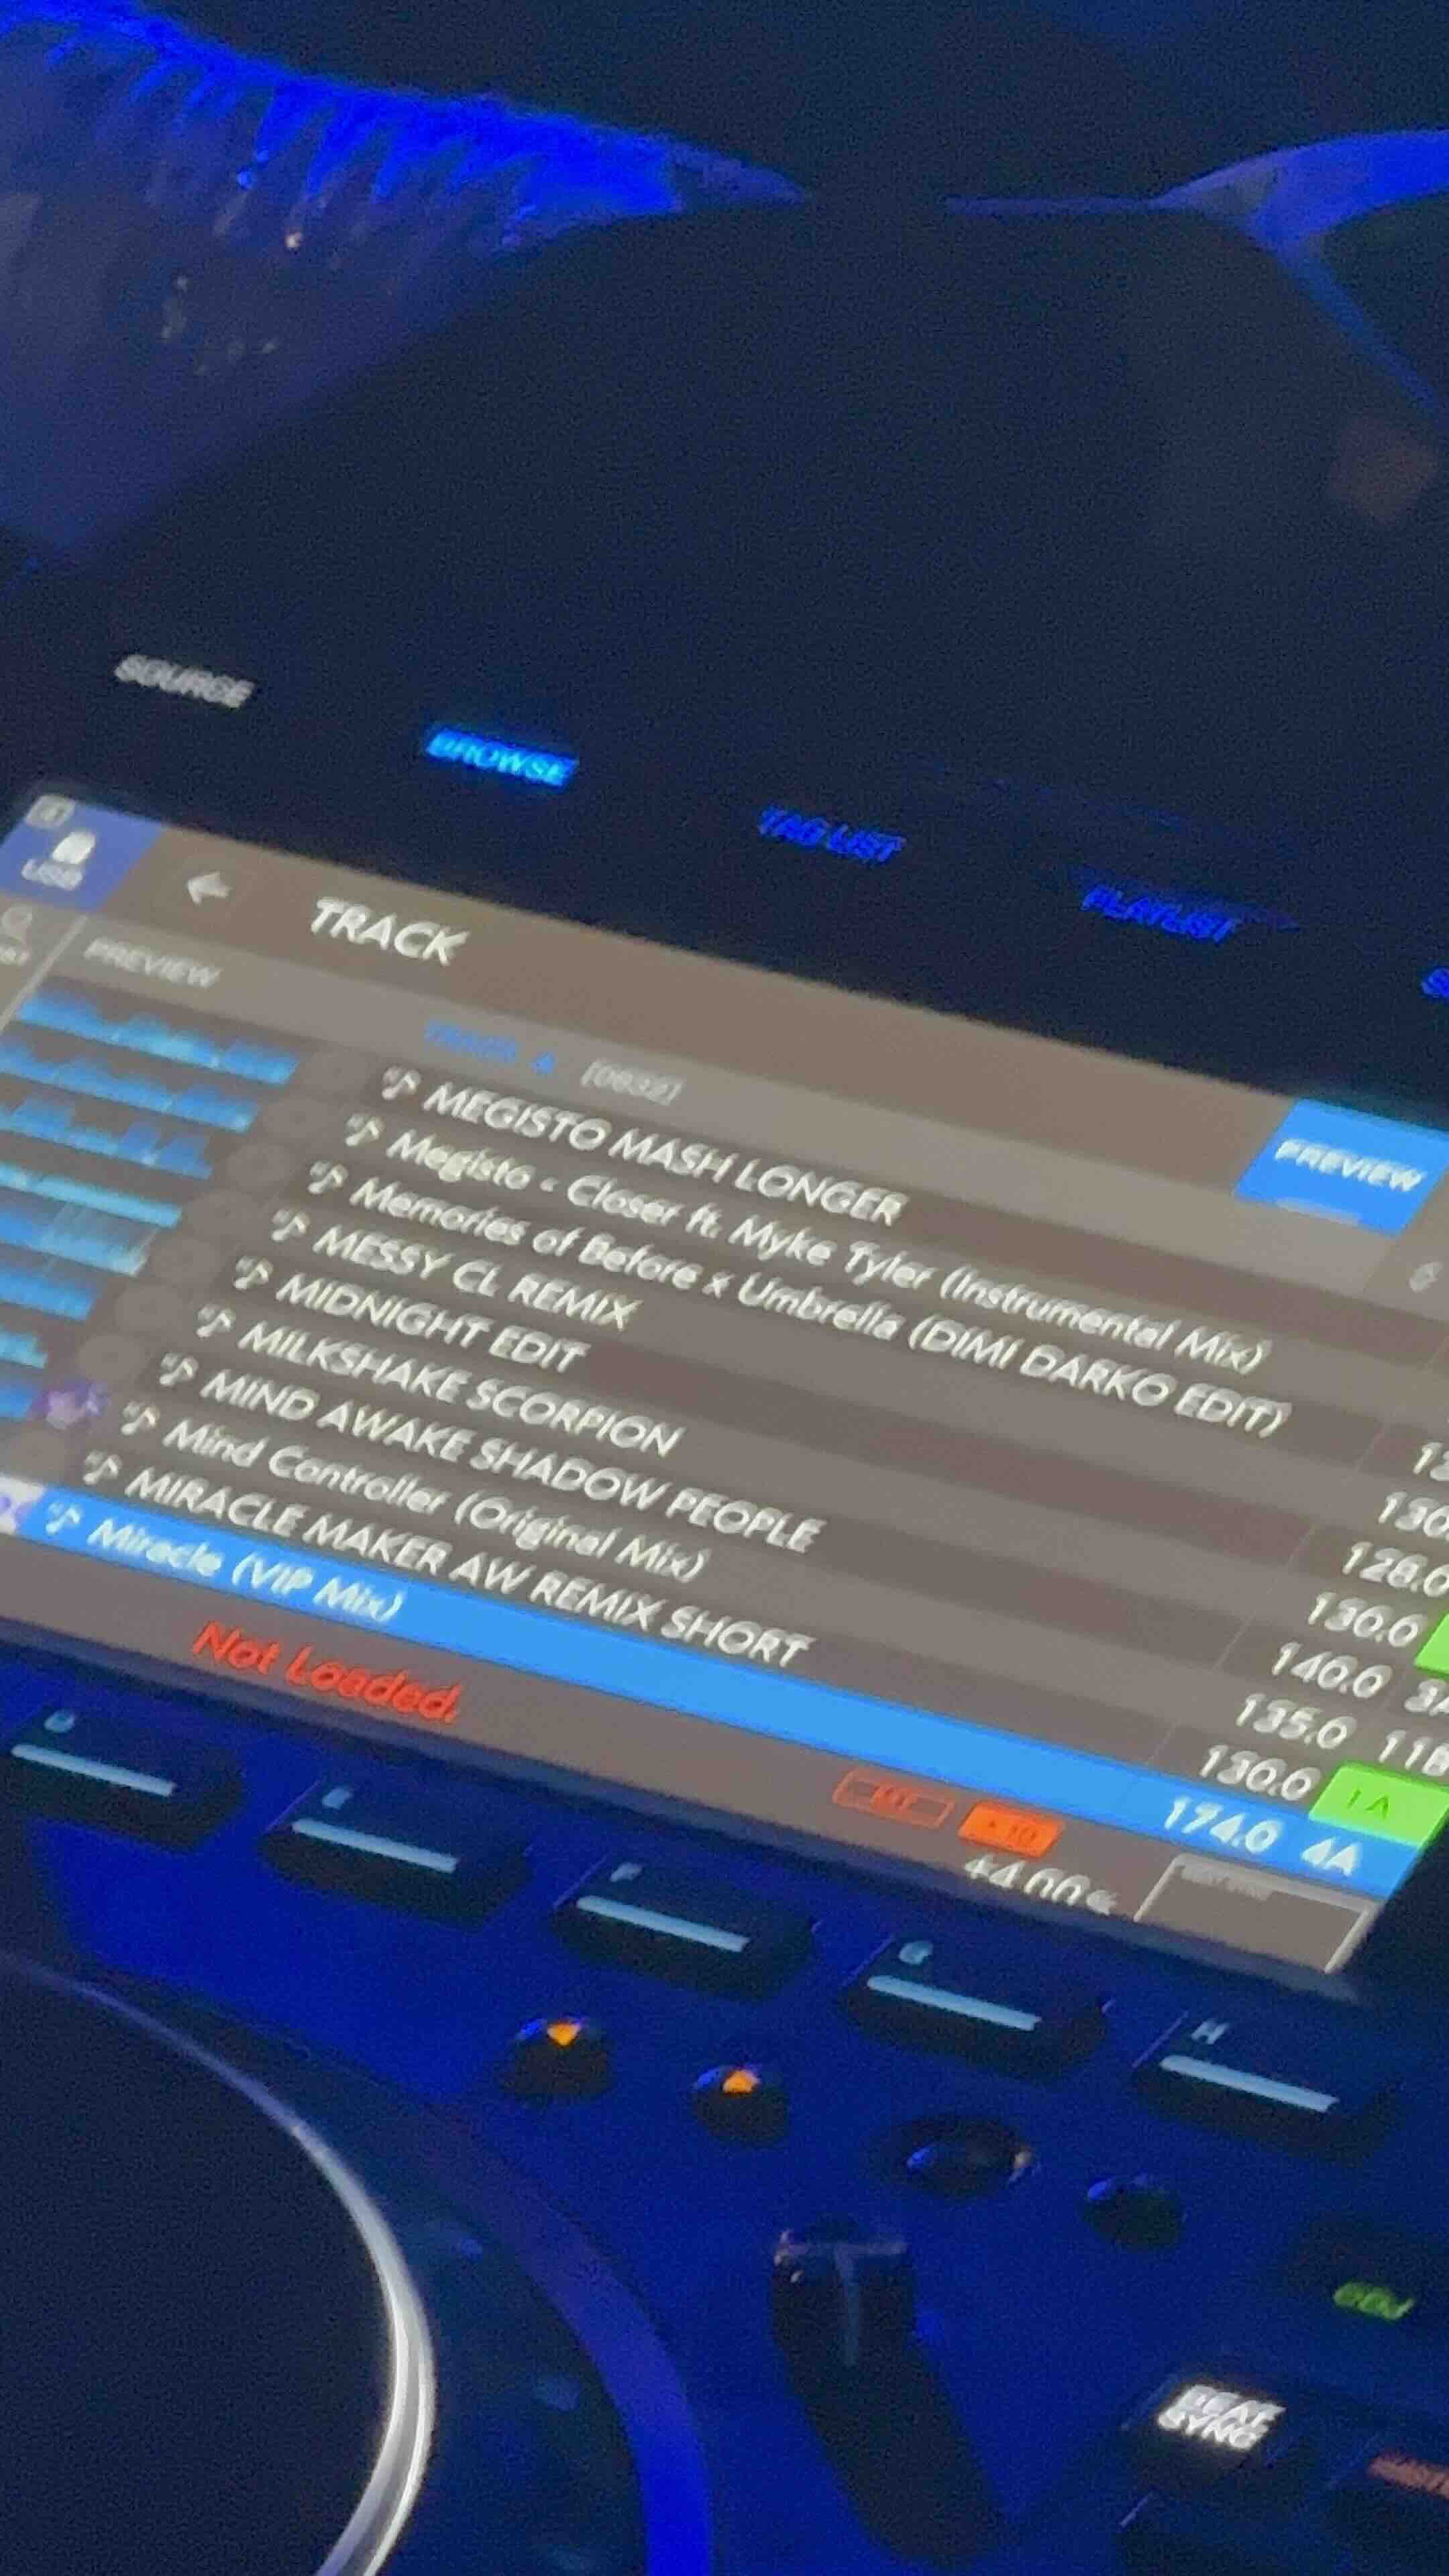 SOURCE
BROWSE
TAG LIST
PLAYLIST
USB
TRACK
PREVIEW
PREVIEW
[0632]
MEGISTO MASH LONGER
Megisto - Closer ft. Myke Tyler (Instrumental Mix)
Memories of Before x Umbrella (DIMI DARKO EDIT)
MESSY CL REMIX
MIDNIGHT EDIT
MILKSHAKE SCORPION
128.0
MIND AWAKE SHADOW PEOPLE
130.0
Mind Controller (Original Mix)
140.0
135.0 11B
MIRACLE MAKER AW REMIX SHORT
130.0 1A
Miracle (VIP Mix)
174.0 4A
Not Loaded.
D
E
F
G
H
BEAT
SYNC